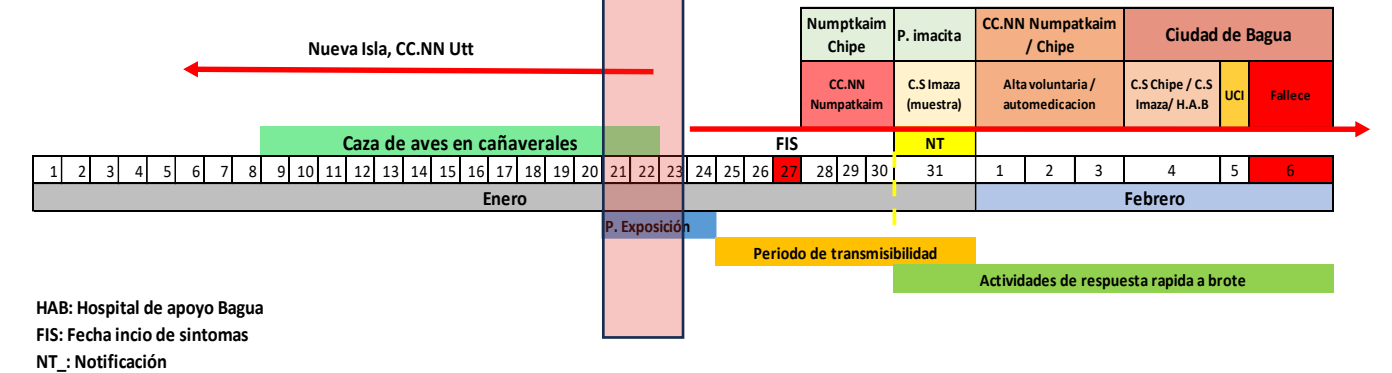 Numptkaim
Chipe
P. imacita
CC.NN Numpatkaim
/ Chipe
Ciudad de Bagua
Nueva Isla, CC.NN Utt
CC.NN
Numpatkaim
C.S Imaza
(muestra)
Alta voluntaria /
automedicacion
C.S Chipe / C.S
Imaza/ H.A.B
UCI
Fallece
Caza de aves en cañaverales
FIS
NT
1 2 3 4 5 6 7 8 9 10 11 12 13 14 15 16 17 18 19 20 21 22 23 24 25 26 27 28 29 30 31 1 2 3 4 5 6
Enero
Febrero
P. Exposición
Periodo de transmisibilidad
Actividades de respuesta rapida a brote
HAB: Hospital de apoyo Bagua
FIS: Fecha incio de sintomas
NT_: Notificación